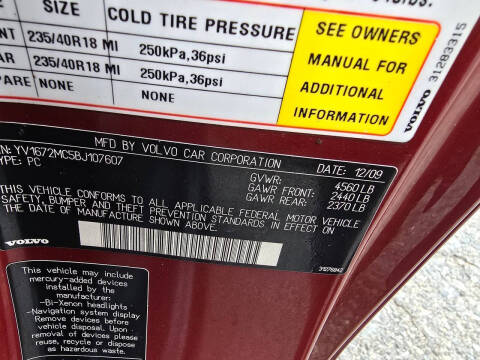 SIZE COLD TIRE PRESSURE
NT 235/40R18 MI 250kPa,36psi
AR 235/40R18 MI 250kPa,36psi
PARE NONE NONE
SEE OWNERS
MANUAL FOR
ADDITIONAL
INFORMATION
VOLVO 31283315
MFD BY VOLVO CAR CORPORATION
N: YV1672MC5BJ107607 DATE: 12/09
YPE: PC GVWR: 4560 LB
GAWR FRONT: 2440 LB
GAWR REAR: 2370 LB
THIS VEHICLE CONFORMS TO ALL APPLICABLE FEDERAL MOTOR VEHICLE
SAFETY, BUMPER AND THEFT PREVENTION STANDARDS IN EFFECT ON
THE DATE OF MANUFACTURE SHOWN ABOVE.
VOLVO
This vehicle may include
mercury-added devices
installed by the
manufacturer:
-Bi-Xenon headlights
-Navigation system display
Remove devices before
vehicle disposal. Upon
removal of devices please
reuse, recycle or dispose
as hazardous waste.